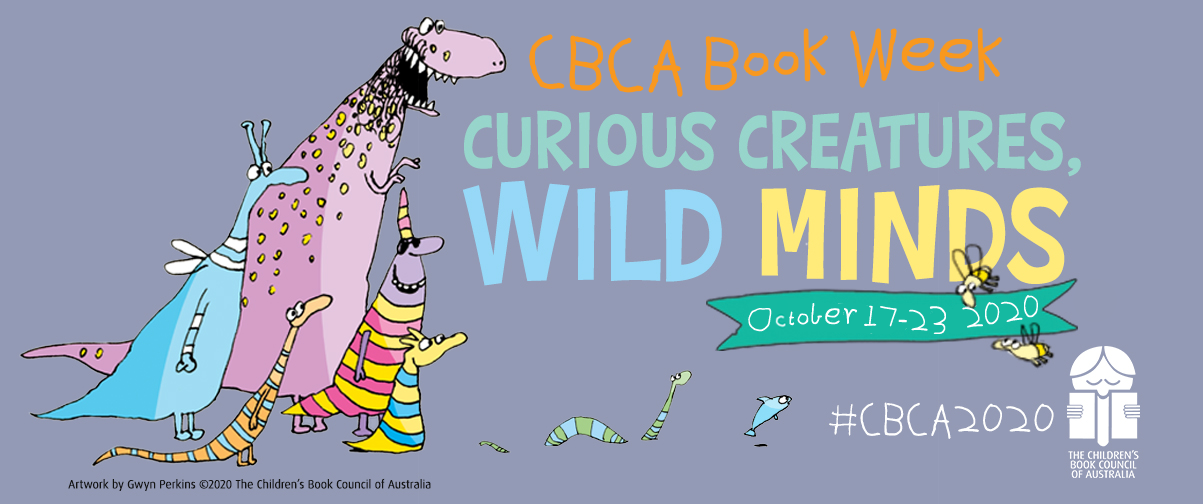 CBCA Book Week
CURIOUS CREATURES,
WILD MINDS
October 17-23 2020
#CBCA2020
THE CHILDREN'S
BOOK COUNCIL
OF AUSTRALIA
Artwork by Gwyn Perkins ©2020 The Children's Book Council of Australia